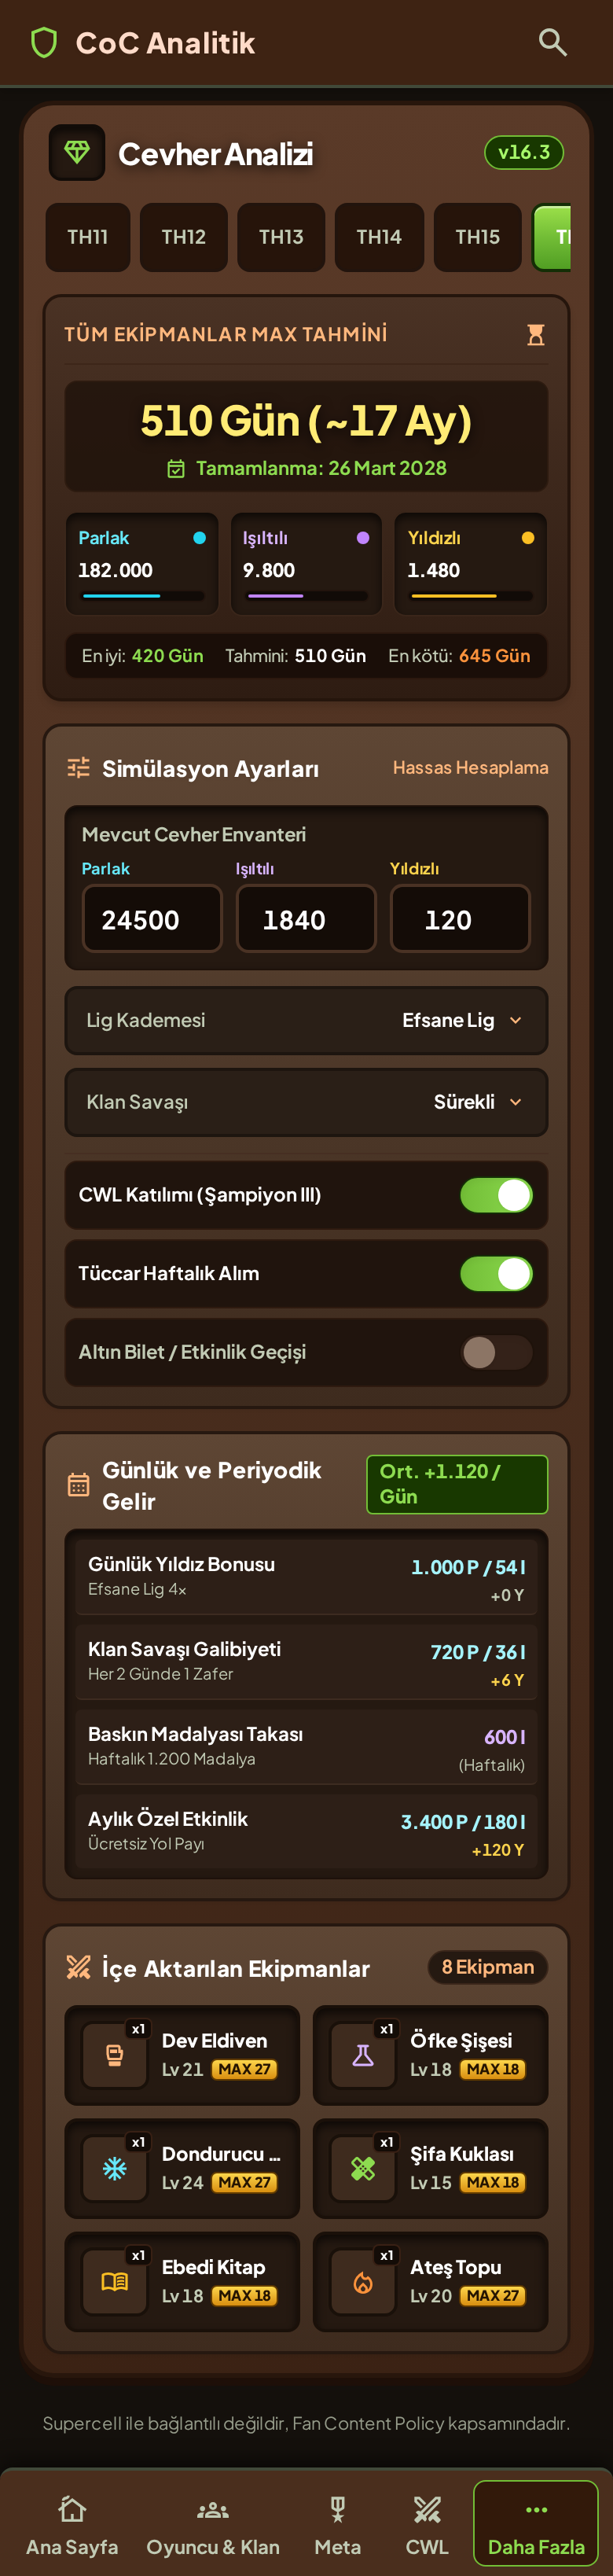 CoC Analitik
Cevher Analizi
v16.3
TH11 TH12 TH13 TH14 TH15
TÜM EKİPMANLAR MAX TAHMİNİ
510 Gün (~17 Ay)
Tamamlanma: 26 Mart 2028
Parlak Işıltılı Yıldızlı
182.000 9.800 1.480
En iyi: 420 Gün Tahmini: 510 Gün En kötü: 645 Gün
Simülasyon Ayarları Hassas Hesaplama
Mevcut Cevher Envanteri
Parlak Işıltılı Yıldızlı
24500 1840 120
Lig Kademesi Efsane Lig
Klan Savaşı Sürekli
CWL Katılımı (Şampiyon III)
Tüccar Haftalık Alım
Altın Bilet / Etkinlik Geçişi
Günlük ve Periyodik
Gelir
Ort. +1.120 /
Gün
Günlük Yıldız Bonusu 1.000 P / 54 I
Efsane Lig 4× +0 Y
Klan Savaşı Galibiyeti 720 P / 36 I
Her 2 Günde 1 Zafer +6 Y
Baskın Madalyası Takası 600 I
Haftalık 1.200 Madalya (Haftalık)
Aylık Özel Etkinlik 3.400 P / 180 I
Ücretsiz Yol Payı +120 Y
İçe Aktarılan Ekipmanlar 8 Ekipman
x1 Dev Eldiven
Lv 21 MAX 27
x1 Öfke Şişesi
Lv 18 MAX 18
x1 Dondurucu ...
Lv 24 MAX 27
x1 Şifa Kuklası
Lv 15 MAX 18
x1 Ebedi Kitap
Lv 18 MAX 18
x1 Ateş Topu
Lv 20 MAX 27
Supercell ile bağlantılı değildir, Fan Content Policy kapsamındadır.
Ana Sayfa Oyuncu & Klan Meta CWL Daha Fazla